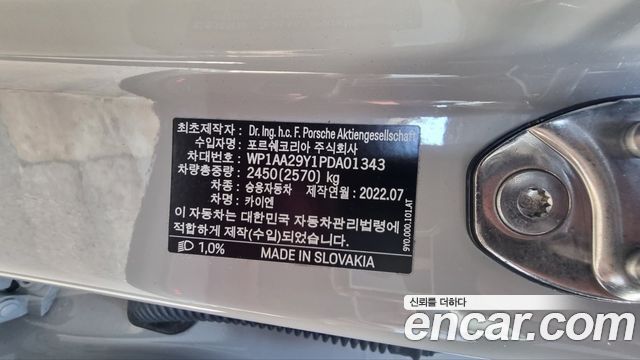 최초제작자 : Dr. Ing. h.c. F. Porsche Aktiengesellschaft
수입자명 : 포르쉐코리아 주식회사
차대번호 : WP1AA29Y1PDA01343
차량총중량 : 2450(2570) kg
차종 : 승용자동차 제작연월 : 2022.07
차명 : 카이엔
이 자동차는 대한민국 자동차관리법령에
적합하게 제작(수입)되었습니다.
1,0% MADE IN SLOVAKIA
9Y0.000.101.AT
신뢰를 더하다
encar.com